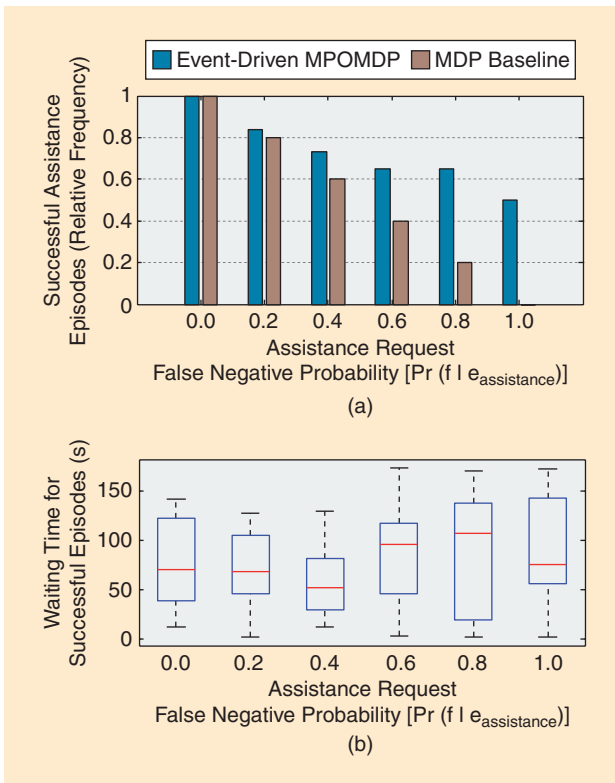 Event-Driven MPOMDP MDP Baseline
Successful Assistance
Episodes (Relative Frequency)
1
0.8
0.6
0.4
0.2
0
0.0 0.2 0.4 0.6 0.8 1.0
Assistance Request
False Negative Probability [Pr (f | e_assistance)]
(a)
Waiting Time for
Successful Episodes (s)
150
100
50
0
0.0 0.2 0.4 0.6 0.8 1.0
Assistance Request
False Negative Probability [Pr (f | e_assistance)]
(b)